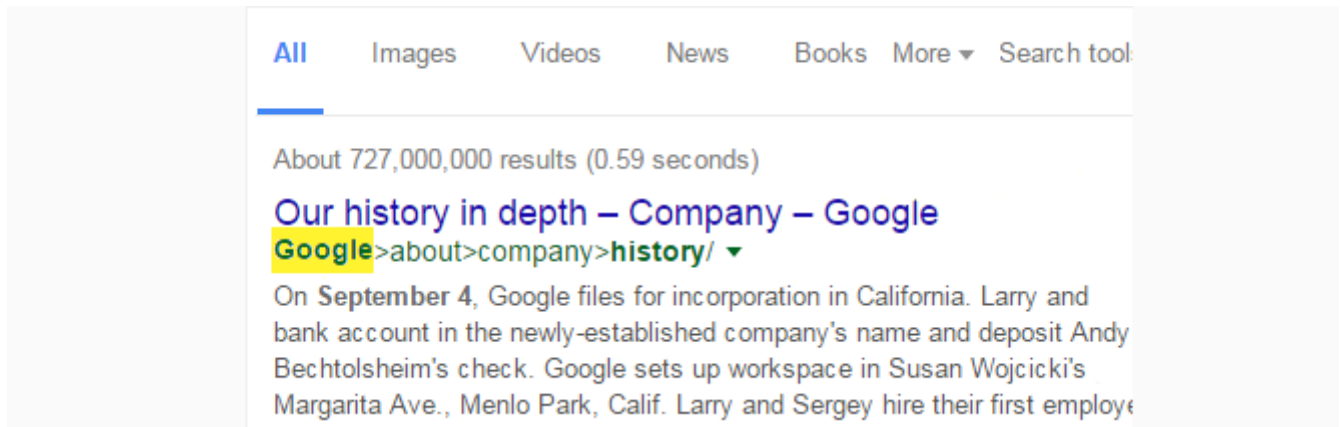 All Images Videos News Books More Search tool
About 727,000,000 results (0.59 seconds)
Our history in depth – Company – Google
Google>about>company>history/
On September 4, Google files for incorporation in California. Larry and
bank account in the newly-established company's name and deposit Andy
Bechtolsheim's check. Google sets up workspace in Susan Wojcicki's
Margarita Ave., Menlo Park, Calif. Larry and Sergey hire their first employe